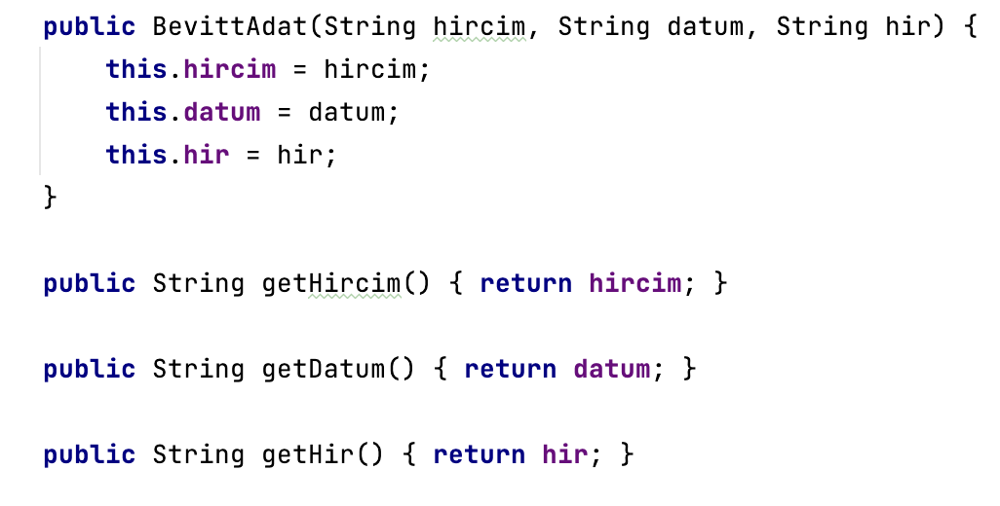 public BevittAdat(String hircim, String datum, String hir) {
this.hircim = hircim;
this.datum = datum;
this.hir = hir;
}
public String getHircim() { return hircim; }
public String getDatum() { return datum; }
public String getHir() { return hir; }